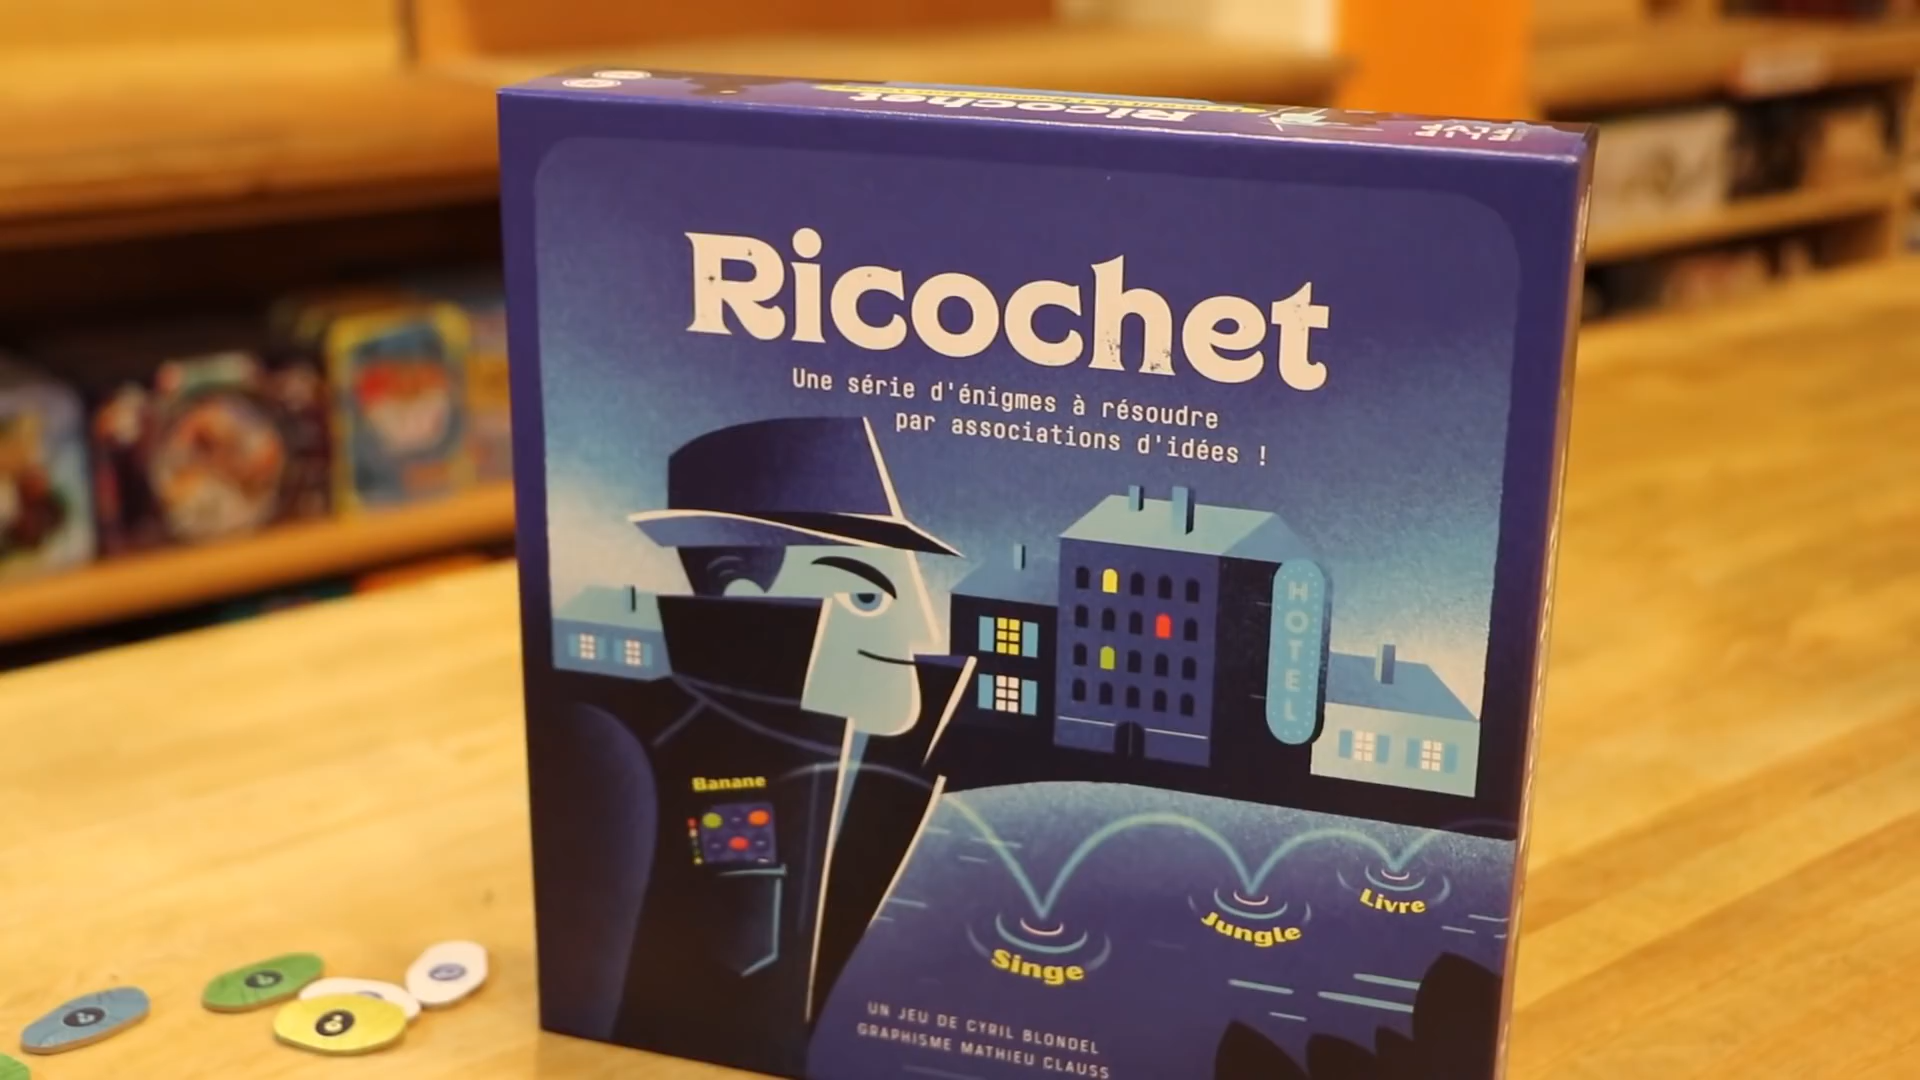 Ricochet
Ricochet
Une série d'énigmes à résoudre
par associations d'idées !
HOTEL
Banane
Livre
Jungle
Singe
UN JEU DE CYRIL BLONDEL
GRAPHISME MATHIEU CLAUSS